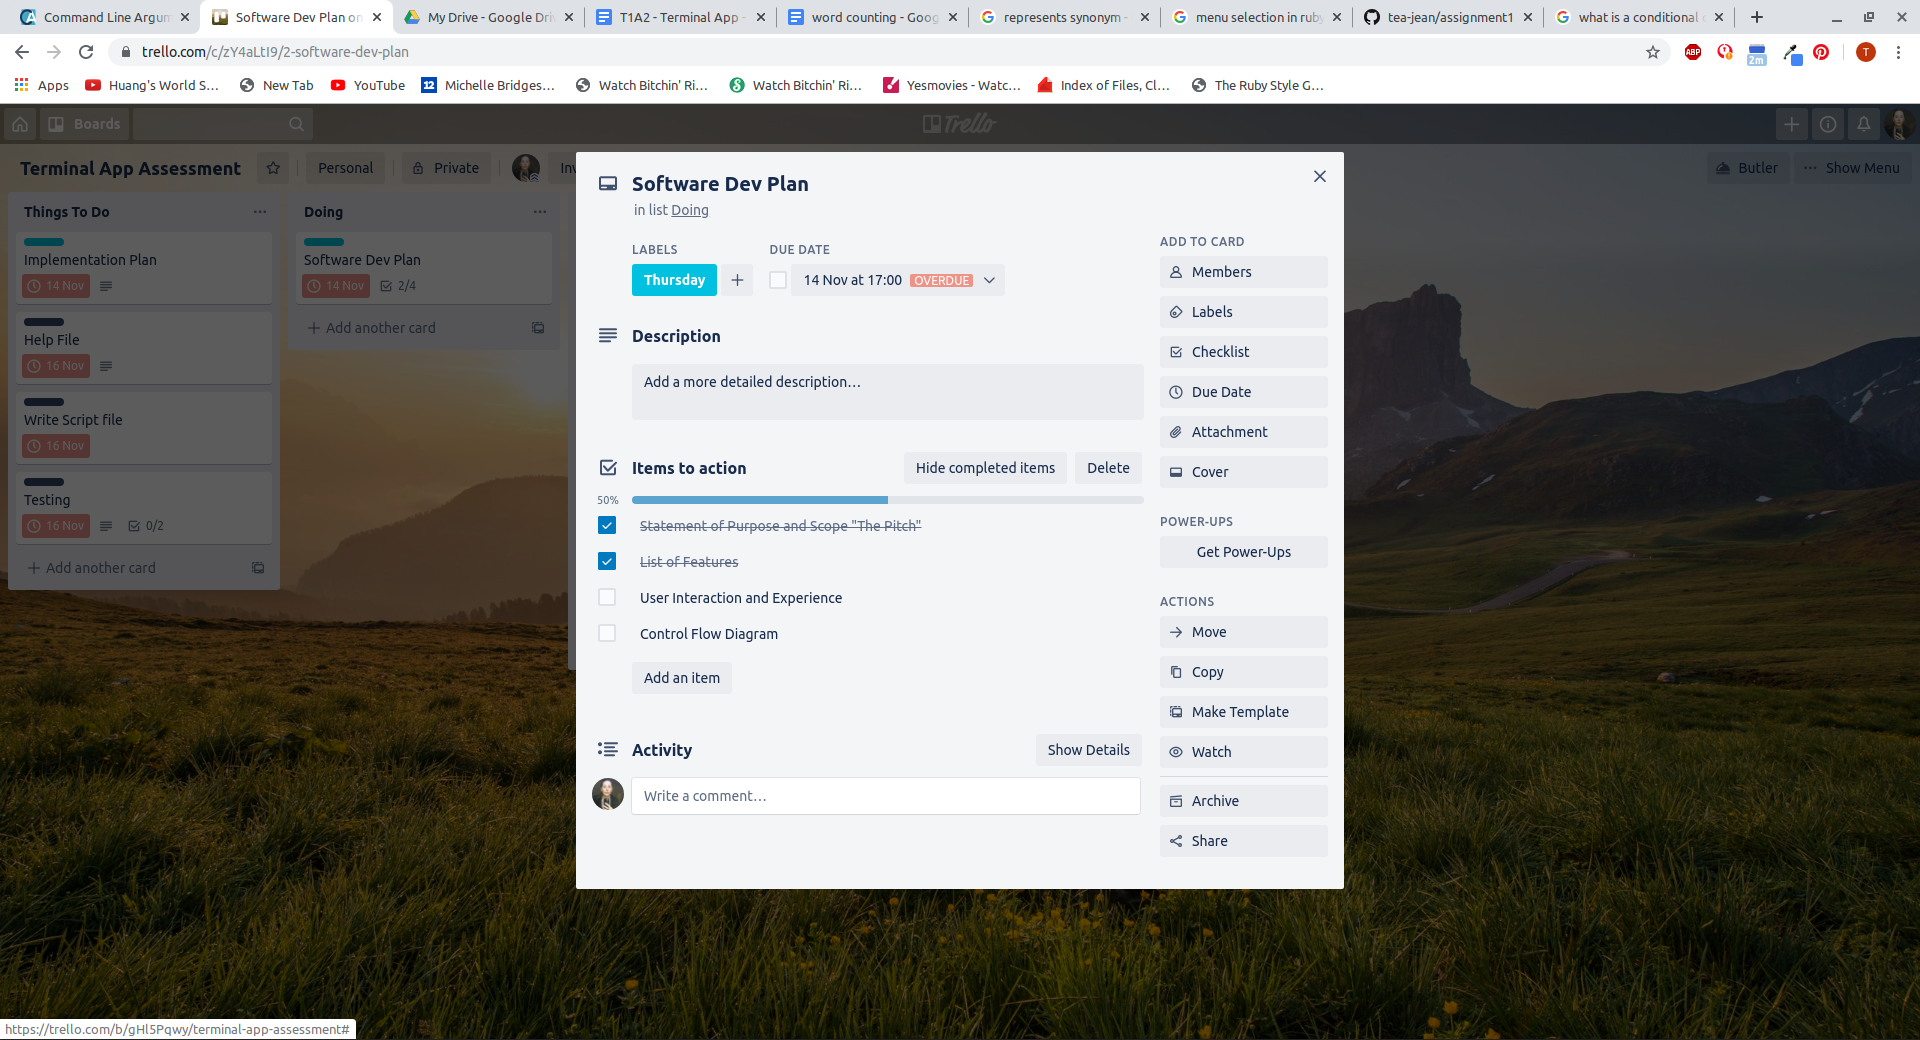 Command Line Argum
Software Dev Plan on
My Drive - Google Dri
T1A2 - Terminal App -
word counting - Goog
represents synonym -
menu selection in ruby
tea-jean/assignment1
what is a conditional
trello.com/c/zY4aLtI9/2-software-dev-plan
ABP
2m
T
Apps
Huang's World S...
New Tab
YouTube
12 Michelle Bridges...
Watch Bitchin' Ri...
Watch Bitchin' Ri...
Yesmovies - Watc...
Index of Files, Cl...
The Ruby Style G...
Boards
Trello
Terminal App Assessment
Personal
Private
Inv
Butler
Show Menu
Things To Do
Implementation Plan
14 Nov
Help File
16 Nov
Write Script file
16 Nov
Testing
16 Nov 0/2
Add another card
Doing
Software Dev Plan
14 Nov 2/4
Add another card
Software Dev Plan
in list Doing
LABELS
Thursday
DUE DATE
14 Nov at 17:00 OVERDUE
Description
Add a more detailed description…
Items to action
Hide completed items
Delete
50%
Statement of Purpose and Scope "The Pitch"
List of Features
User Interaction and Experience
Control Flow Diagram
Add an item
Activity
Show Details
Write a comment…
ADD TO CARD
Members
Labels
Checklist
Due Date
Attachment
Cover
POWER-UPS
Get Power-Ups
ACTIONS
Move
Copy
Make Template
Watch
Archive
Share
https://trello.com/b/gHl5Pqwy/terminal-app-assessment#